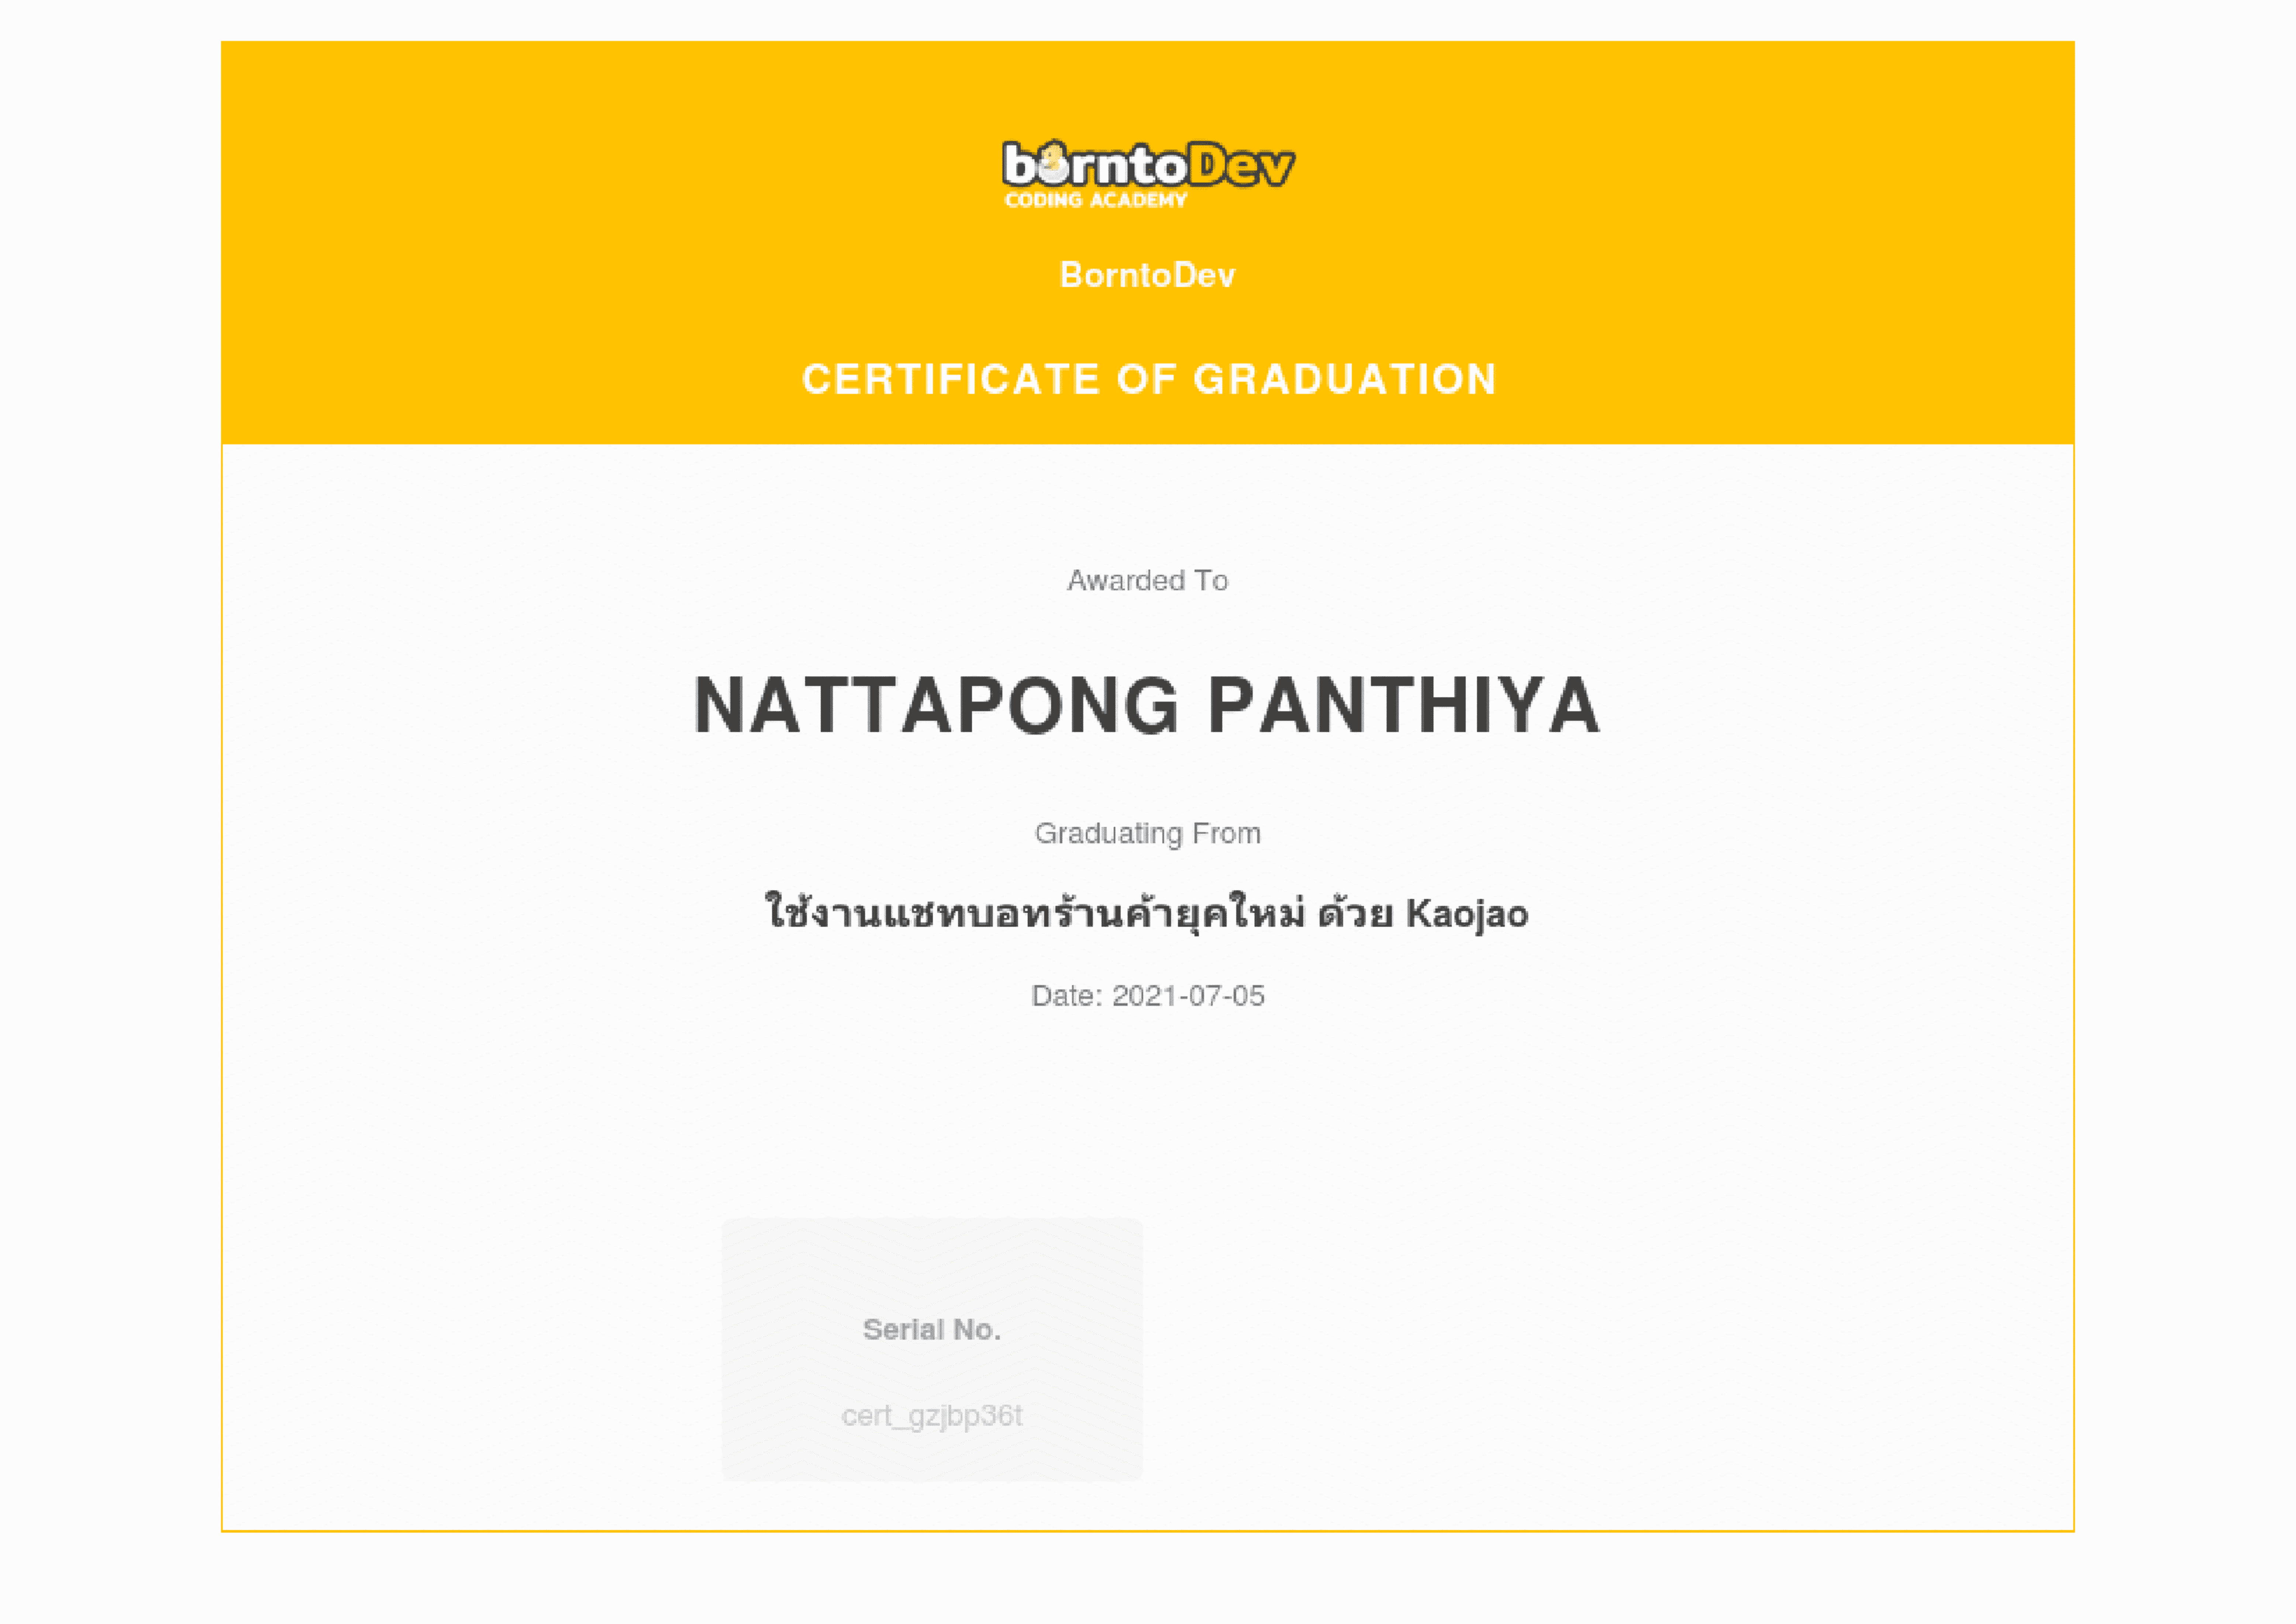 borntoDev
CODING ACADEMY
BorntoDev
CERTIFICATE OF GRADUATION
Awarded To
NATTAPONG PANTHIYA
Graduating From
ใช้งานแชทบอทร้านค้ายุคใหม่ ด้วย Kaojao
Date: 2021-07-05
Serial No.
cert_gzjbp36t